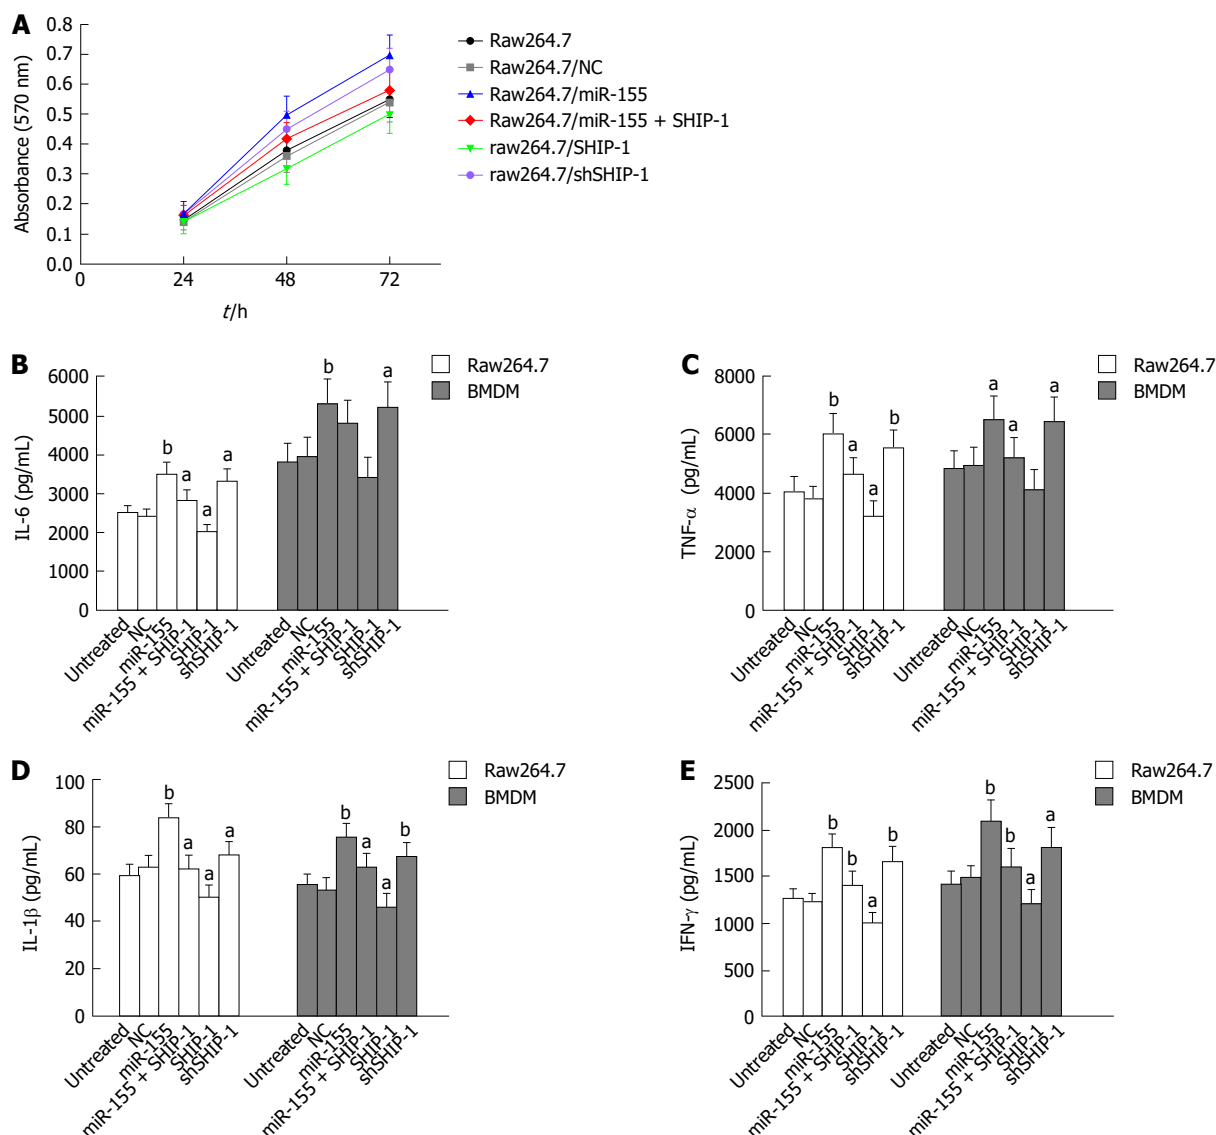 A
Absorbance (570 nm)
0.8
0.7
0.6
0.5
0.4
0.3
0.2
0.1
0.0
0
24
48
72
t/h
Raw264.7
Raw264.7/NC
Raw264.7/miR-155
Raw264.7/miR-155 + SHIP-1
raw264.7/SHIP-1
raw264.7/shSHIP-1
B
Raw264.7
BMDM
IL-6 (pg/mL)
6000
5000
4000
3000
2000
1000
0
b
a
a
a
b
a
Untreated
NC
miR-155
miR-155 + SHIP-1
SHIP-1
shSHIP-1
Untreated
NC
miR-155
miR-155 + SHIP-1
SHIP-1
shSHIP-1
C
Raw264.7
BMDM
TNF-α (pg/mL)
8000
6000
4000
2000
0
b
a
a
b
a
a
a
Untreated
NC
miR-155
miR-155 + SHIP-1
SHIP-1
shSHIP-1
Untreated
NC
miR-155
miR-155 + SHIP-1
SHIP-1
shSHIP-1
D
Raw264.7
BMDM
IL-1β (pg/mL)
100
80
60
40
20
0
b
a
a
a
b
a
a
b
Untreated
NC
miR-155
miR-155 + SHIP-1
SHIP-1
shSHIP-1
Untreated
NC
miR-155
miR-155 + SHIP-1
SHIP-1
shSHIP-1
E
Raw264.7
BMDM
IFN-γ (pg/mL)
2500
2000
1500
1000
500
0
b
b
a
b
b
b
a
a
Untreated
NC
miR-155
miR-155 + SHIP-1
SHIP-1
shSHIP-1
Untreated
NC
miR-155
miR-155 + SHIP-1
SHIP-1
shSHIP-1